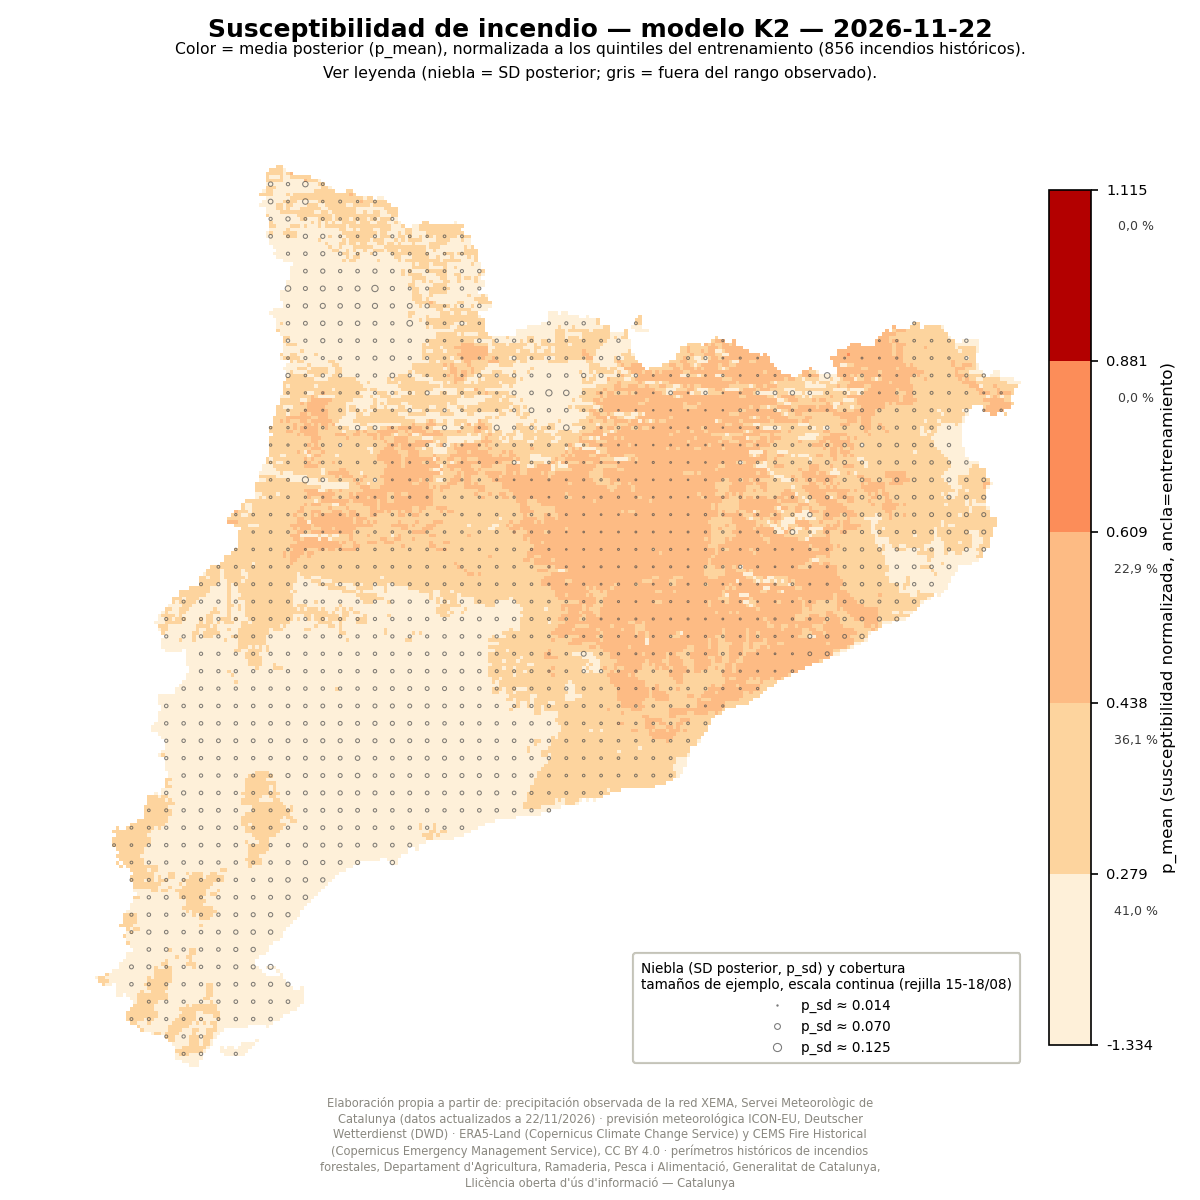 Susceptibilidad de incendio — modelo K2 — 2026-11-22
Color = media posterior (p_mean), normalizada a los quintiles del entrenamiento (856 incendios históricos).
Ver leyenda (niebla = SD posterior; gris = fuera del rango observado).
1.115
0,0 %
0.881
0,0 %
0.609
22,9 %
0.438
36,1 %
0.279
41,0 %
-1.334
p_mean (susceptibilidad normalizada, ancla=entrenamiento)
Niebla (SD posterior, p_sd) y cobertura
tamaños de ejemplo, escala continua (rejilla 15-18/08)
p_sd ≈ 0.014
p_sd ≈ 0.070
p_sd ≈ 0.125
Elaboración propia a partir de: precipitación observada de la red XEMA, Servei Meteorològic de
Catalunya (datos actualizados a 22/11/2026) · previsión meteorológica ICON-EU, Deutscher
Wetterdienst (DWD) · ERA5-Land (Copernicus Climate Change Service) y CEMS Fire Historical
(Copernicus Emergency Management Service), CC BY 4.0 · perímetros históricos de incendios
forestales, Departament d'Agricultura, Ramaderia, Pesca i Alimentació, Generalitat de Catalunya,
Llicència oberta d'ús d'informació — Catalunya